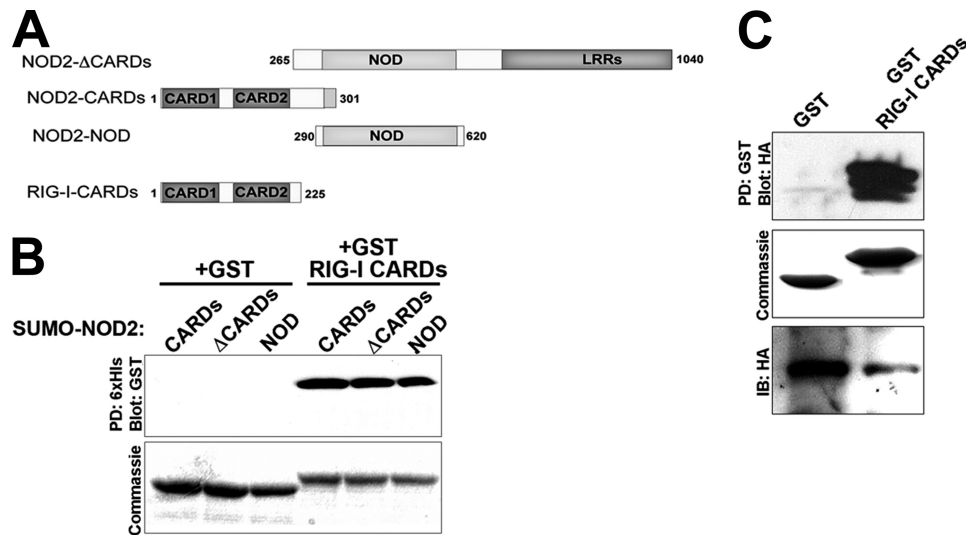 A
NOD2-ΔCARDs 265 NOD LRRs 1040
NOD2-CARDs 1 CARD1 CARD2 301
NOD2-NOD 290 NOD 620
RIG-I-CARDs 1 CARD1 CARD2 225
B
+GST
+GST
RIG-I CARDs
SUMO-NOD2:
CARDs
ΔCARDs
NOD
CARDs
ΔCARDs
NOD
PD: 6xHIs
Blot: GST
Commassie
C
GST
GST
RIG-I CARDs
PD: GST
Blot: HA
Commassie
IB: HA